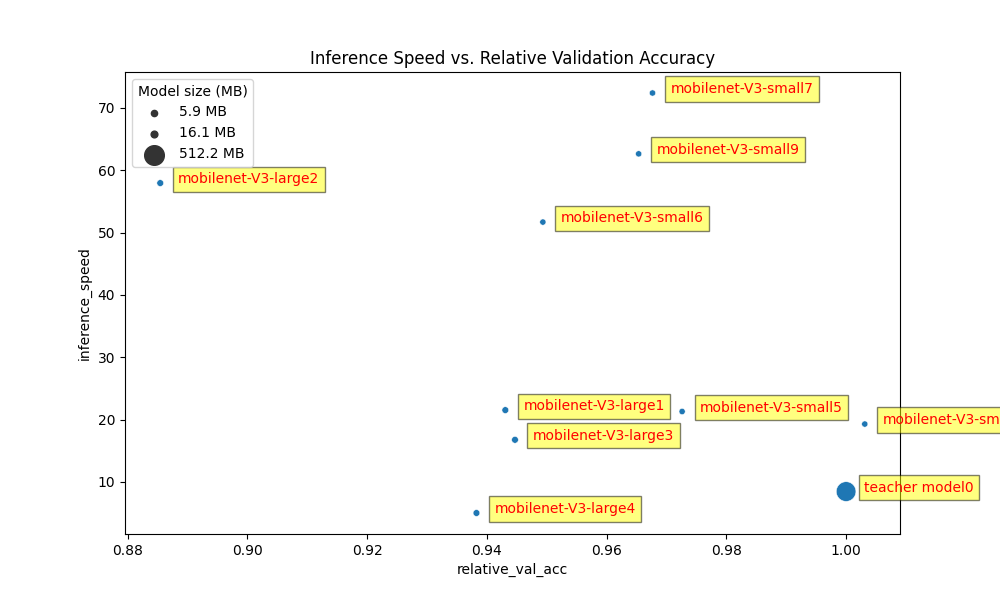 Inference Speed vs. Relative Validation Accuracy
Model size (MB)
5.9 MB
16.1 MB
512.2 MB
mobilenet-V3-small7
mobilenet-V3-small9
mobilenet-V3-large2
mobilenet-V3-small6
mobilenet-V3-large1
mobilenet-V3-small5
mobilenet-V3-sm
mobilenet-V3-large3
teacher model0
mobilenet-V3-large4
70
60
50
40
30
20
10
inference_speed
0.88
0.90
0.92
0.94
0.96
0.98
1.00
relative_val_acc